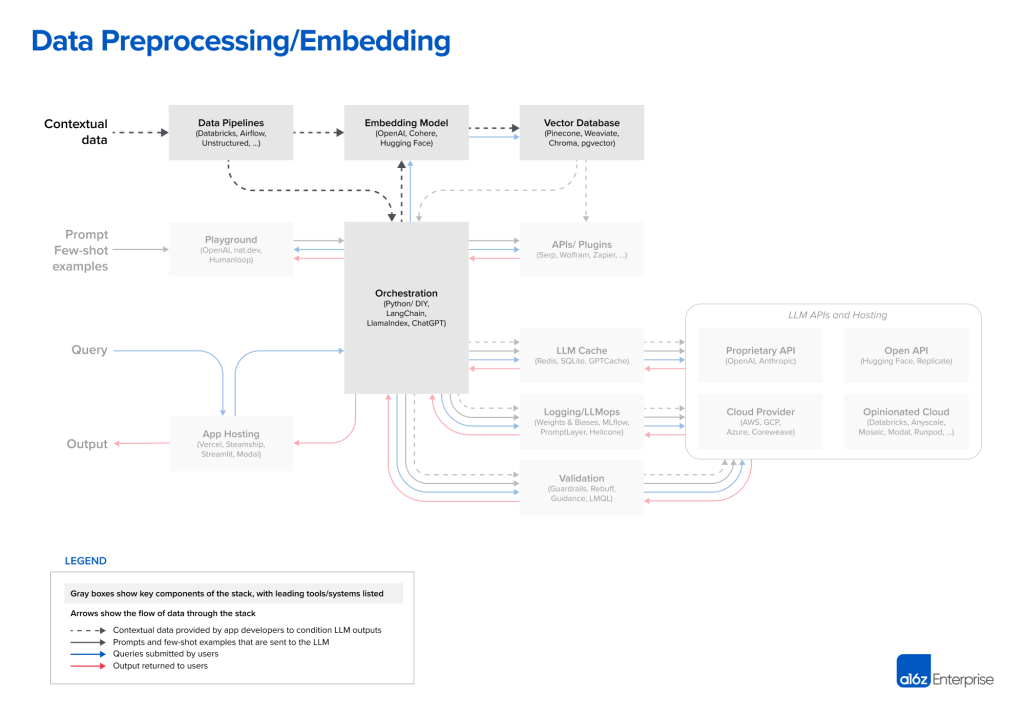 Data Preprocessing/Embedding
Contextual
data
Data Pipelines
(Databricks, Airflow,
Unstructured, ...)
Embedding Model
(OpenAI, Cohere,
Hugging Face)
Vector Database
(Pinecone, Weaviate,
Chroma, pgvector)
Prompt
Few-shot
examples
Playground
(OpenAI, nat.dev,
Humanloop)
Orchestration
(Python/ DIY,
LangChain,
LlamaIndex, ChatGPT)
APIs/ Plugins
(Serp, Wolfram, Zapier, ...)
Query
App Hosting
(Vercel, Steamship,
Streamlit, Modal)
Output
LLM Cache
(Redis, SQLite, GPTCache)
Logging/LLMops
(Weights & Biases, MLflow,
PromptLayer, Helicone)
Validation
(Guardrails, Rebuff,
Guidance, LMQL)
LLM APIs and Hosting
Proprietary API
(OpenAI, Anthropic)
Open API
(Hugging Face, Replicate)
Cloud Provider
(AWS, GCP,
Azure, Coreweave)
Opinionated Cloud
(Databricks, Anyscale,
Mosaic, Modal, Runpod, ...)
LEGEND
Gray boxes show key components of the stack, with leading tools/systems listed
Arrows show the flow of data through the stack
Contextual data provided by app developers to condition LLM outputs
Prompts and few-shot examples that are sent to the LLM
Queries submitted by users
Output returned to users
a16z Enterprise